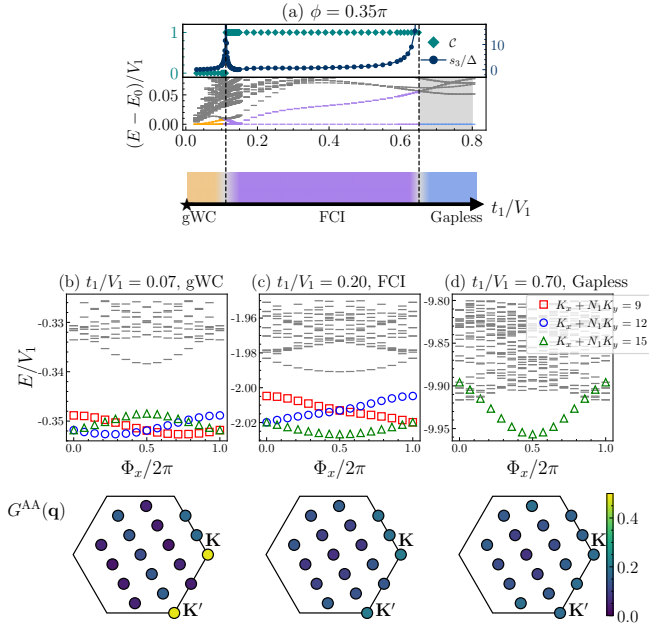 (a) ϕ = 0.35π
1
0
10
0
𝒞
s₃/Δ
(E − E₀)/V₁
0.05
0.00
0.0 0.2 0.4 0.6 0.8
gWC FCI Gapless
t₁/V₁
(b) t₁/V₁ = 0.07, gWC
(c) t₁/V₁ = 0.20, FCI
(d) t₁/V₁ = 0.70, Gapless
E/V₁
-0.33
-0.34
-0.35
0.0 0.5 1.0
Φₓ/2π
-1.96
-1.98
-2.00
-2.02
0.0 0.5 1.0
Φₓ/2π
-9.80
-9.85
-9.90
-9.95
0.0 0.5 1.0
Φₓ/2π
Kₓ + N₁Kᵧ = 9
Kₓ + N₁Kᵧ = 12
Kₓ + N₁Kᵧ = 15
Gᴬᴬ(q)
K
K′
K
K′
K
K′
0.4
0.2
0.0